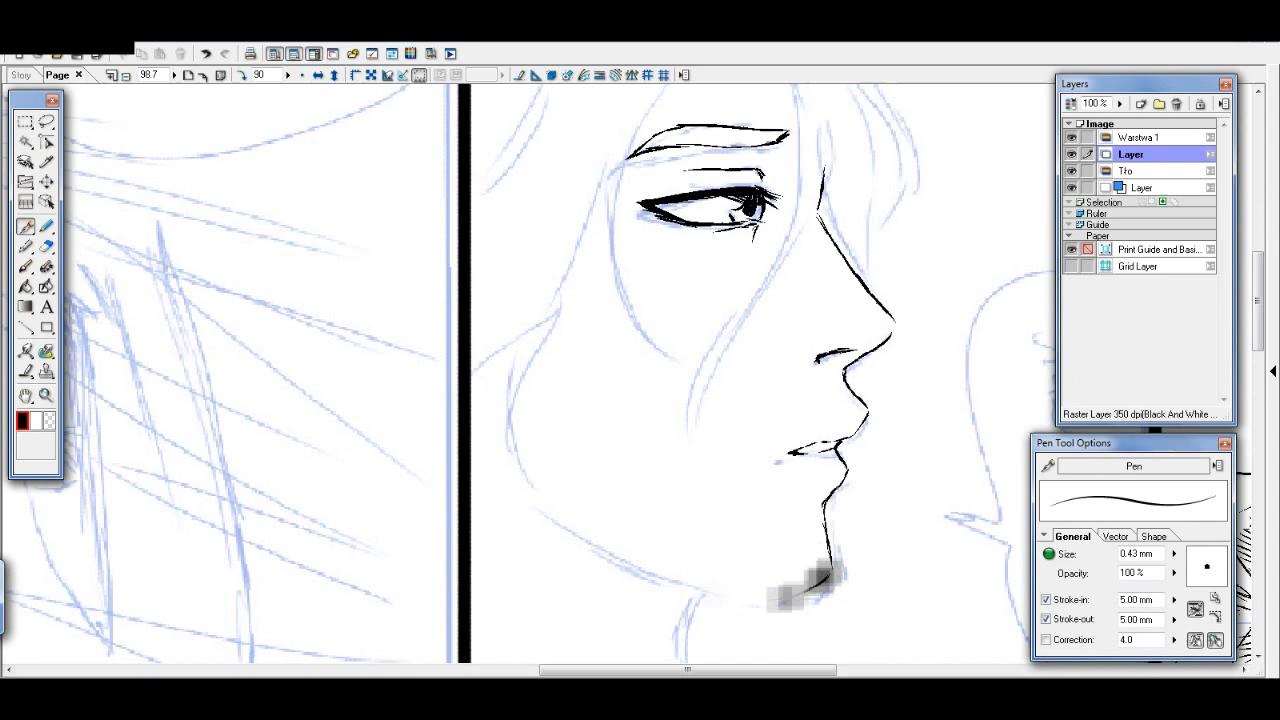 Story Page 98.7 90
Layers
100 %
Image
Warstwa 1
Layer
Tło
Layer
Selection
Ruler
Guide
Paper
Print Guide and Basi...
Grid Layer
Raster Layer 350 dpi(Black And White ...
Pen Tool Options
Pen
General Vector Shape
Size: 0.43 mm
Opacity: 100 %
Stroke-in: 5.00 mm
Stroke-out: 5.00 mm
Correction: 4.0
A